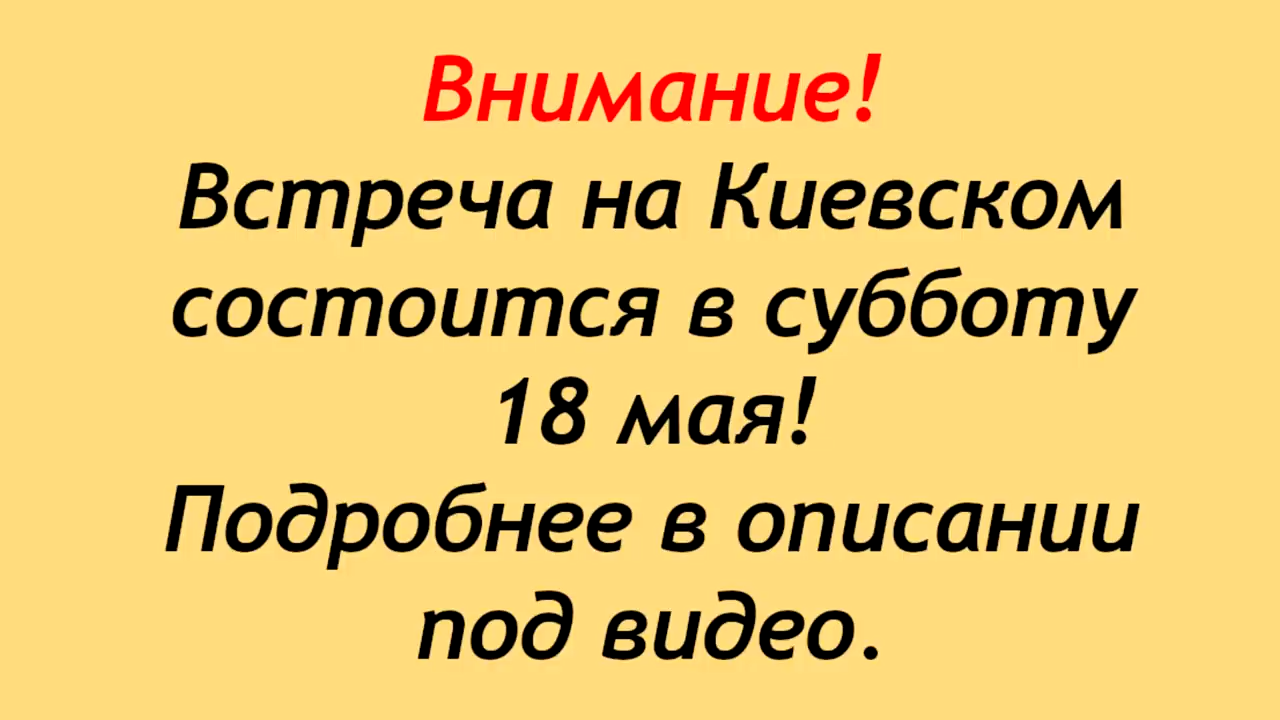 Внимание!
Встреча на Киевском
состоится в субботу
18 мая!
Подробнее в описании
под видео.